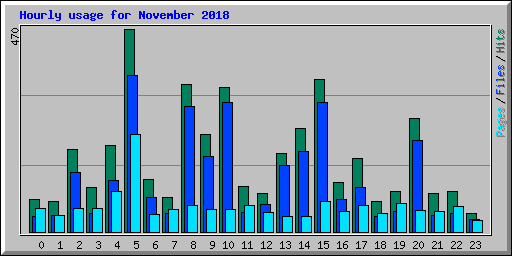 Hourly usage for November 2018
470
Pages/Files/Hits
0 1 2 3 4 5 6 7 8 9 10 11 12 13 14 15 16 17 18 19 20 21 22 23